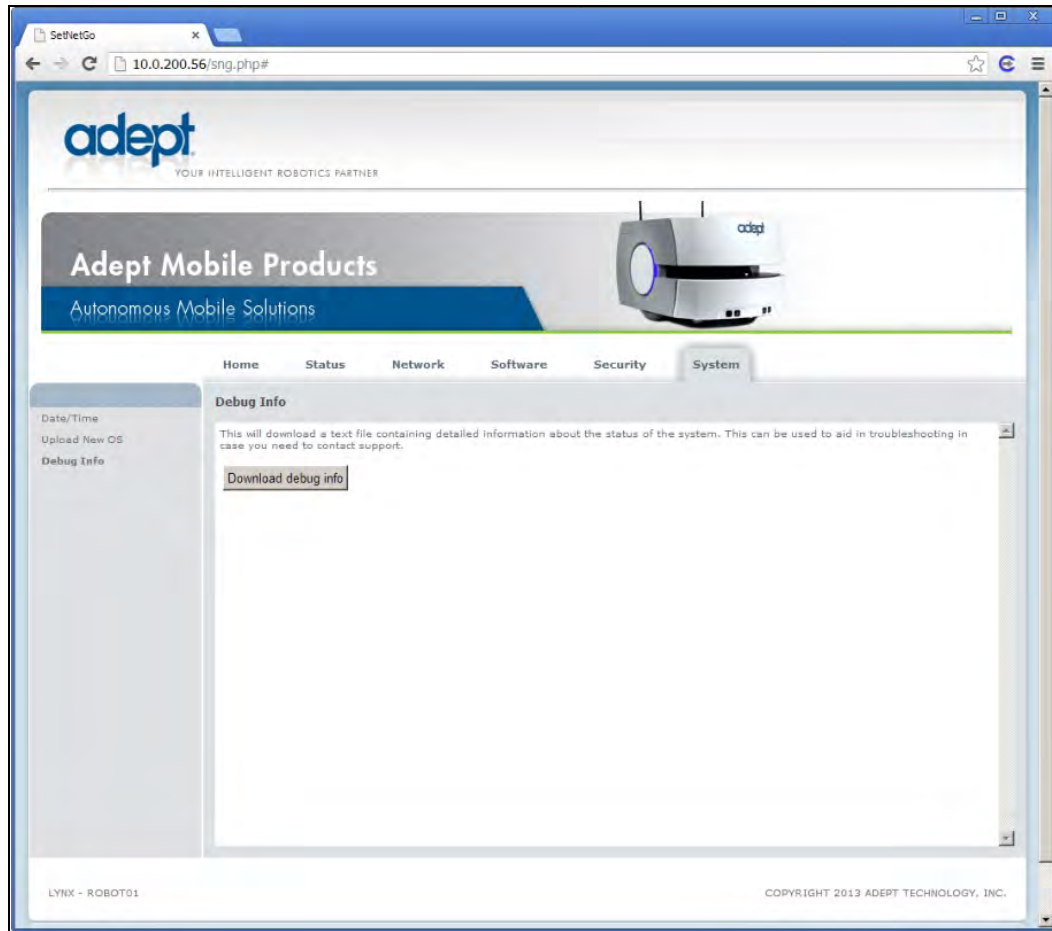 SetNetGo
10.0.200.56/sng.php#
adept
YOUR INTELLIGENT ROBOTICS PARTNER
adept
Adept Mobile Products
Autonomous Mobile Solutions
Home Status Network Software Security System
Debug Info
Date/Time
Upload New OS
Debug Info
This will download a text file containing detailed information about the status of the system. This can be used to aid in troubleshooting in
case you need to contact support.
Download debug info
LYNX - ROBOT01
COPYRIGHT 2013 ADEPT TECHNOLOGY, INC.